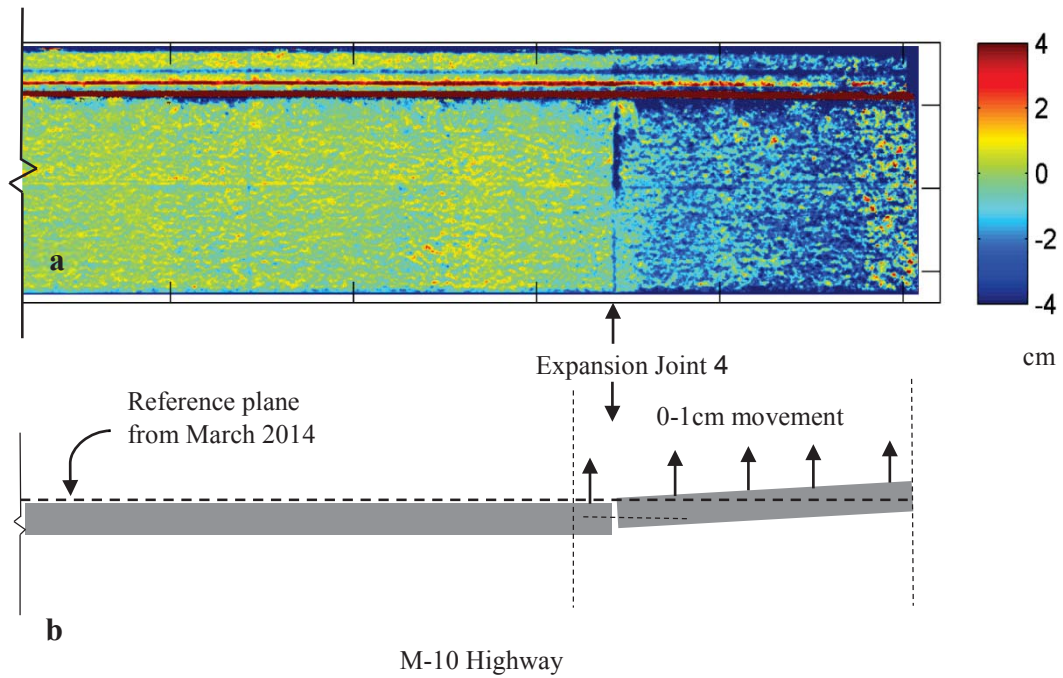 4
2
0
-2
-4
cm
a
Expansion Joint 4
Reference plane
from March 2014
0-1cm movement
b
M-10 Highway